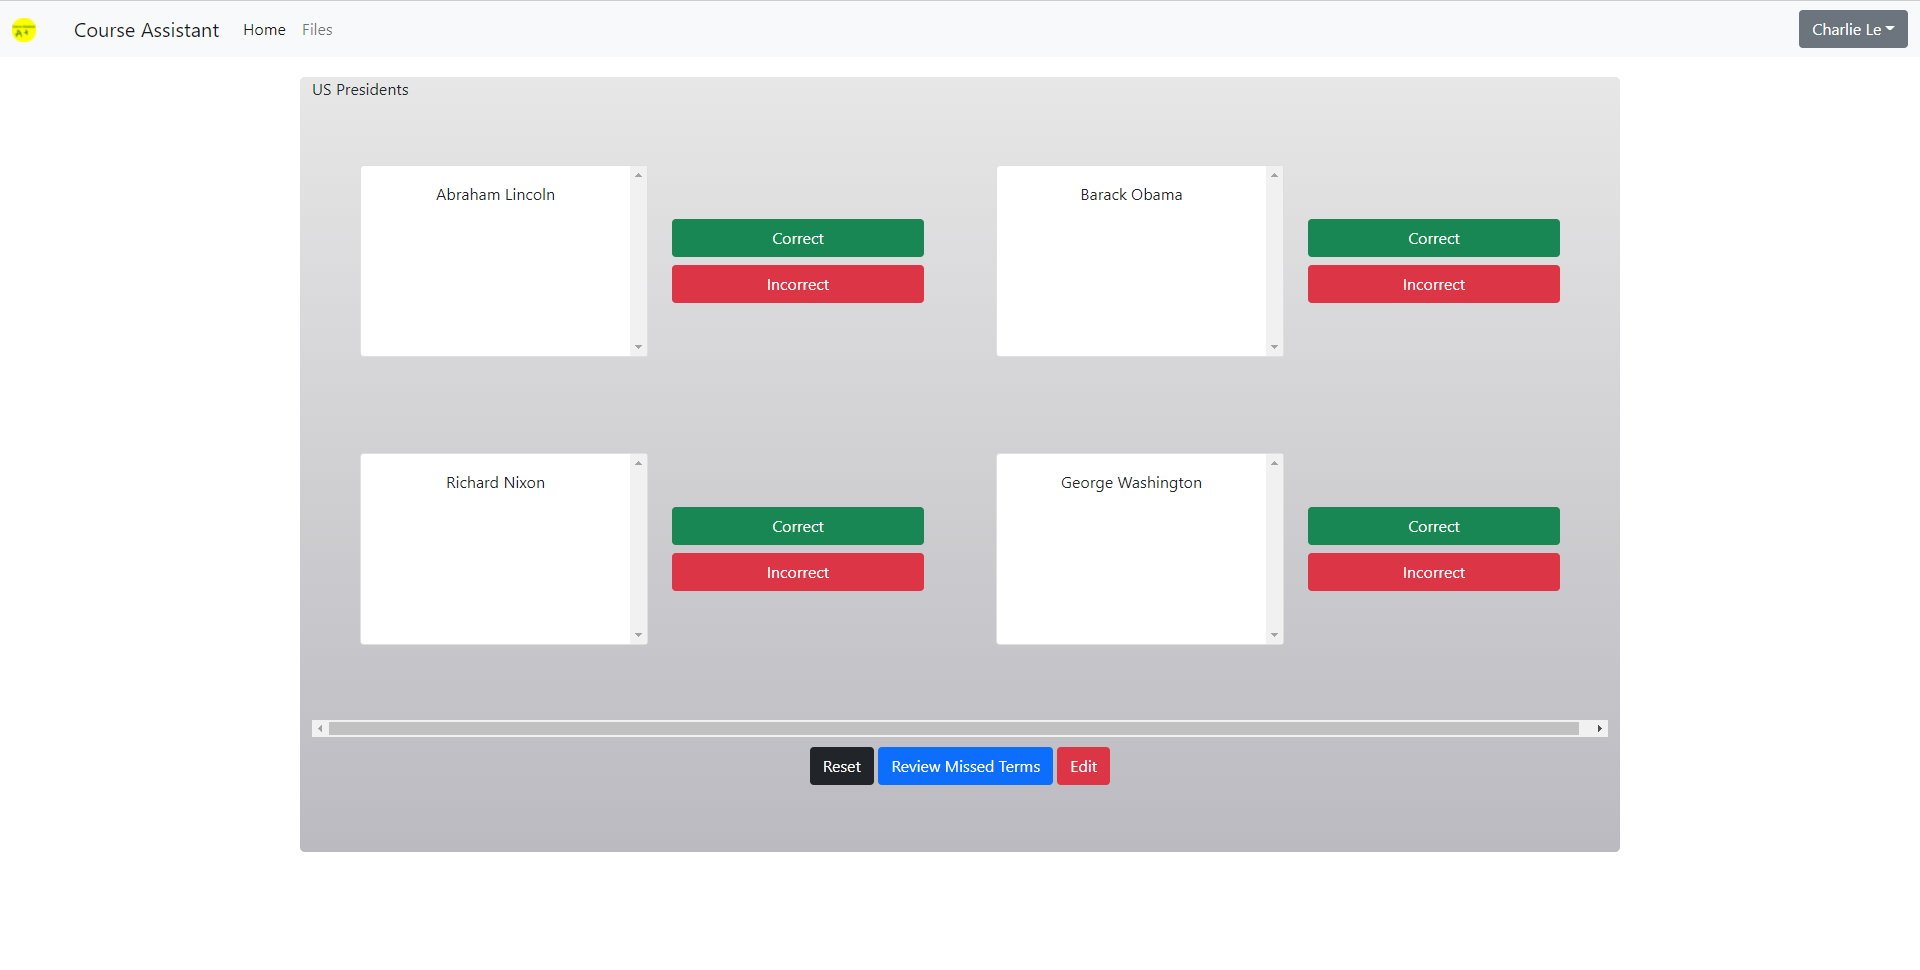 Course Assistant Home Files Charlie Le
US Presidents
Abraham Lincoln
Correct
Incorrect
Barack Obama
Correct
Incorrect
Richard Nixon
Correct
Incorrect
George Washington
Correct
Incorrect
Reset Review Missed Terms Edit